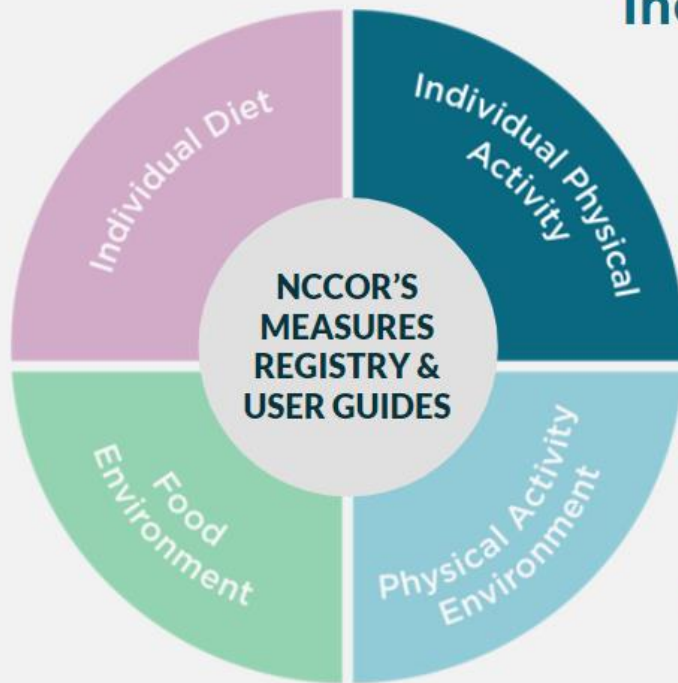 Individual Diet
Individual Physical
Activity
NCCOR'S
MEASURES
REGISTRY &
USER GUIDES
Food
Environment
Physical Activity
Environment